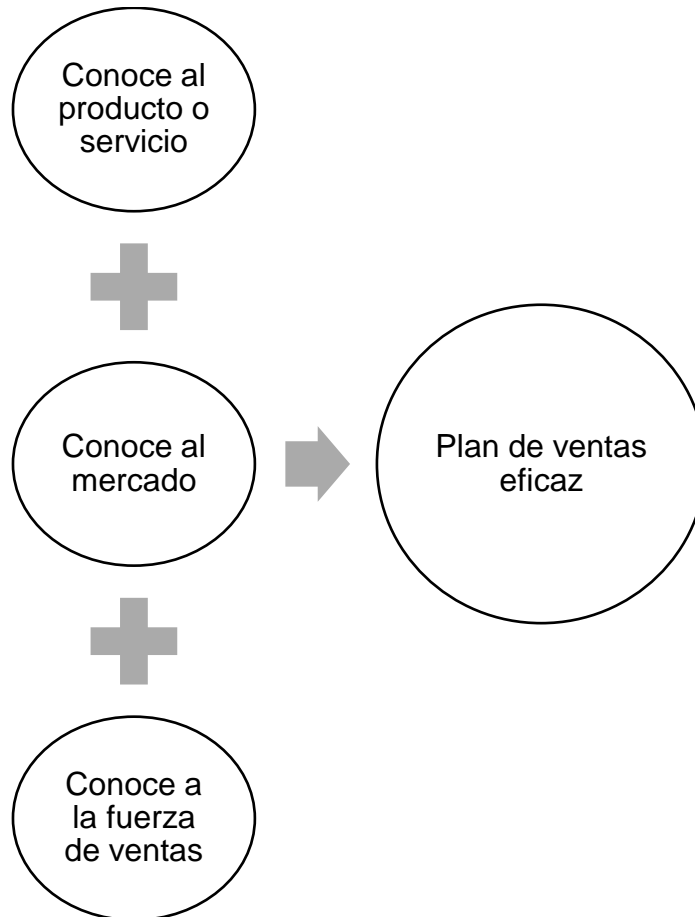 Conoce al
producto o
servicio
Conoce al
mercado
Plan de ventas
eficaz
Conoce a
la fuerza
de ventas